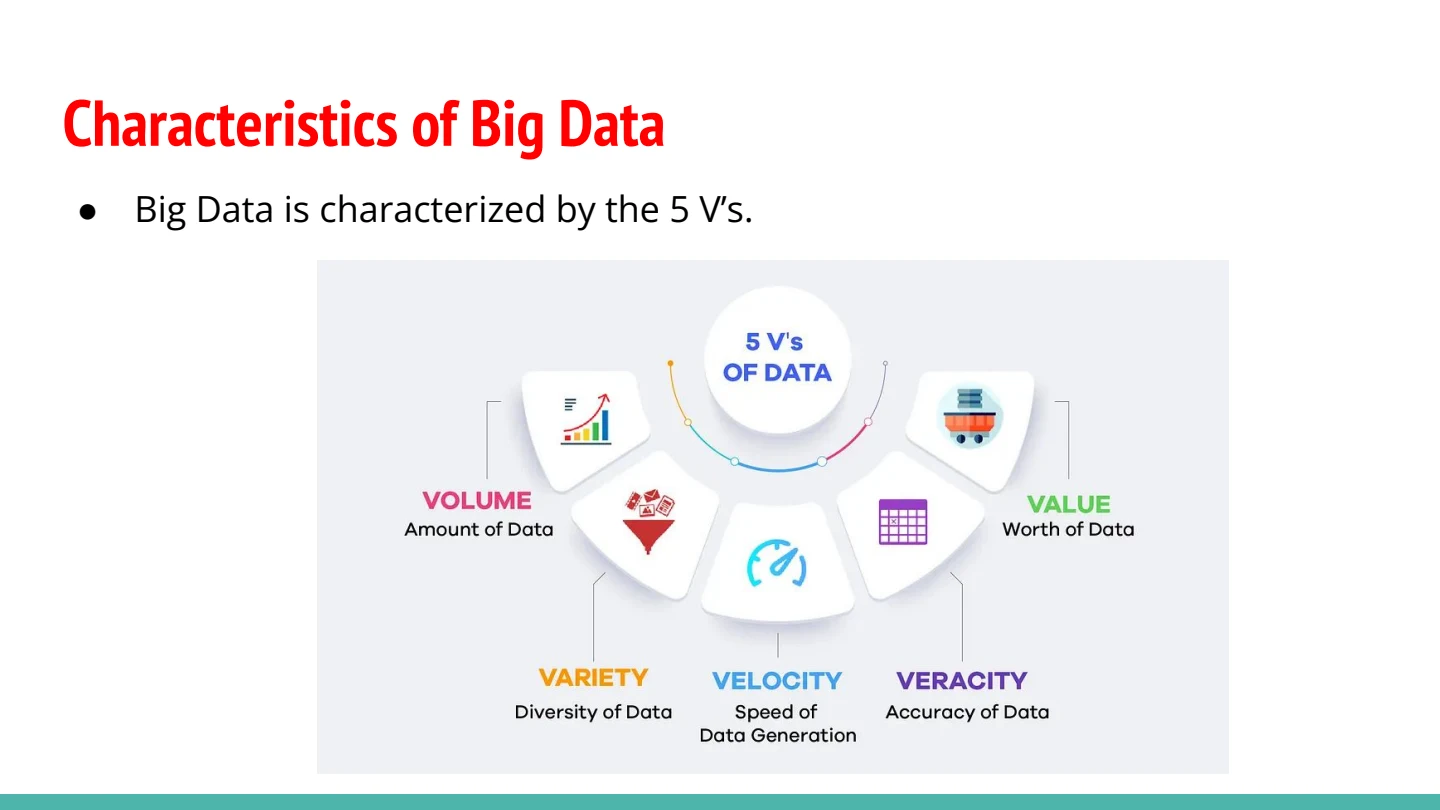 Characteristics of Big Data
● Big Data is characterized by the 5 V’s.
5 V's
OF DATA
VOLUME
Amount of Data
VARIETY
Diversity of Data
VELOCITY
Speed of
Data Generation
VERACITY
Accuracy of Data
VALUE
Worth of Data